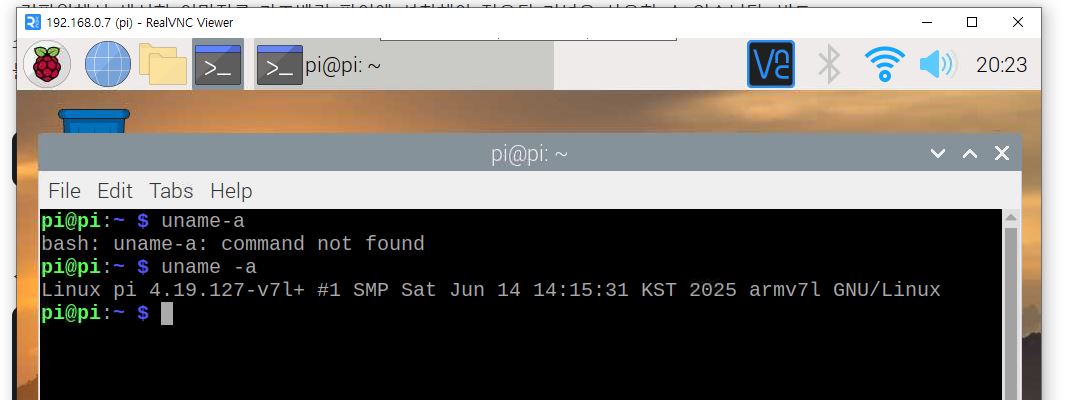 192.168.0.7 (pi) - RealVNC Viewer
>_ >_ pi@pi: ~ 20:23
pi@pi: ~
File Edit Tabs Help
pi@pi:~ $ uname-a
bash: uname-a: command not found
pi@pi:~ $ uname -a
Linux pi 4.19.127-v7l+ #1 SMP Sat Jun 14 14:15:31 KST 2025 armv7l GNU/Linux
pi@pi:~ $